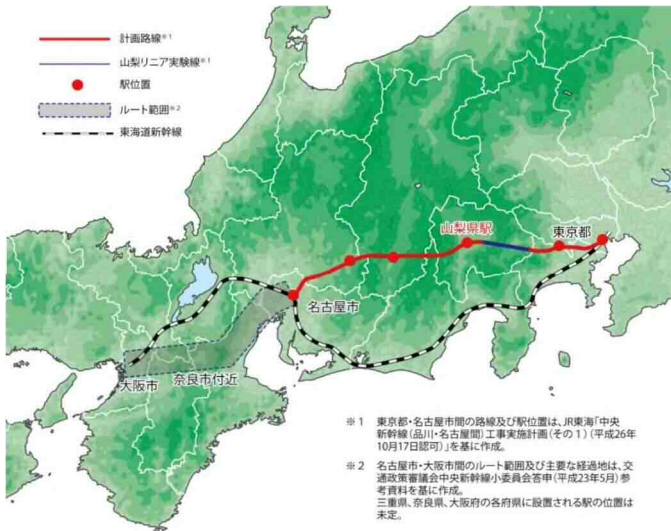 計画路線※1
山梨リニア実験線※1
駅位置
ルート範囲※2
東海道新幹線
山梨県駅
東京都
名古屋市
大阪市
奈良市付近
※1 東京都・名古屋市間の路線及び駅位置は、JR東海「中央
新幹線(品川・名古屋間)工事実施計画(その1)(平成26年
10月17日認可)」を基に作成。
※2 名古屋市・大阪市間のルート範囲及び主要な経過地は、交
通政策審議会中央新幹線小委員会答申(平成23年5月)参
考資料を基に作成。
三重県、奈良県、大阪府の各府県に設置される駅の位置は
未定。